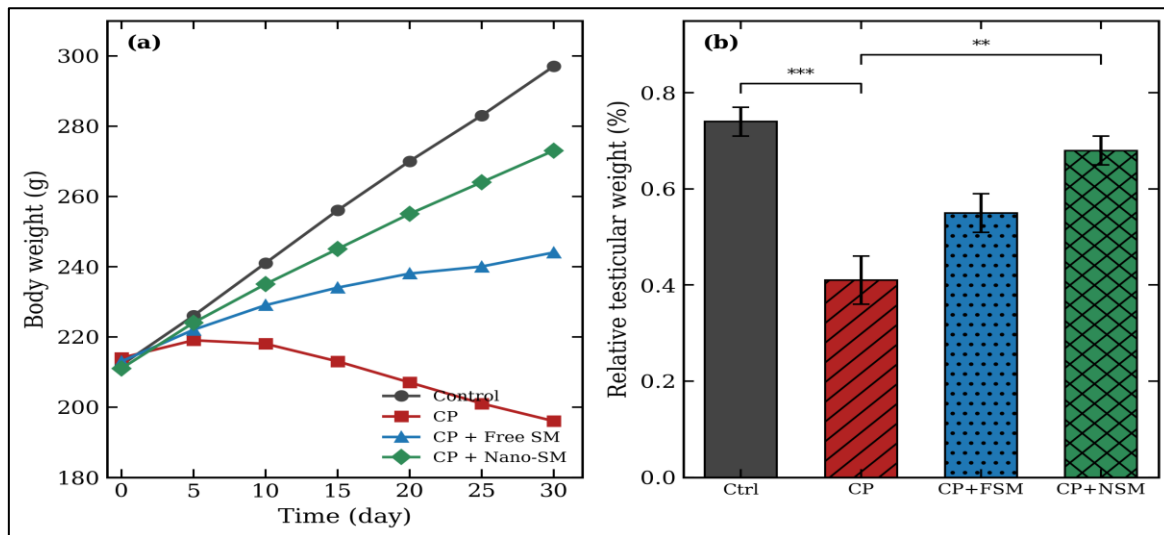 (a)
300
280
260
240
220
200
180
Body weight (g)
0 5 10 15 20 25 30
Time (day)
Control
CP
CP + Free SM
CP + Nano-SM
(b)
***
**
0.8
0.6
0.4
0.2
0.0
Relative testicular weight (%)
Ctrl CP CP+FSM CP+NSM